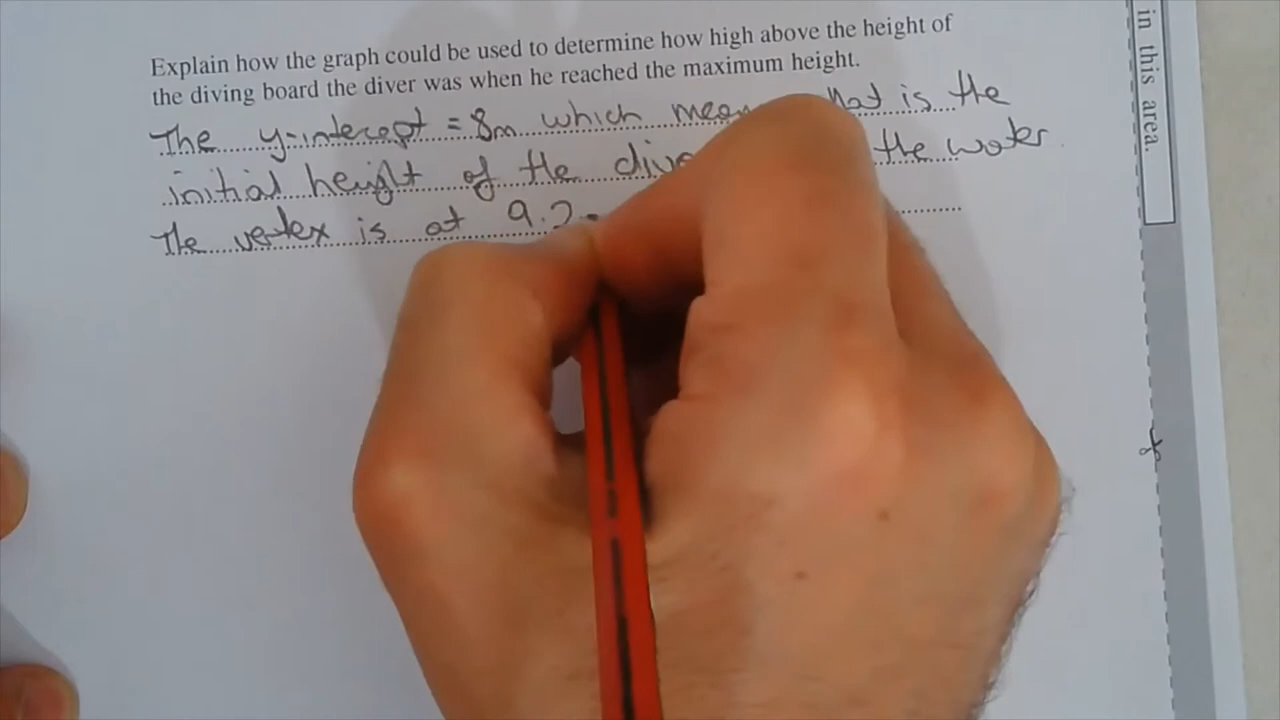 Explain how the graph could be used to determine how high above the height of
the diving board the diver was when he reached the maximum height.
The y-intercept = 8m which that is the
initial height of the the water
The vertex is at 9.2
in this area.